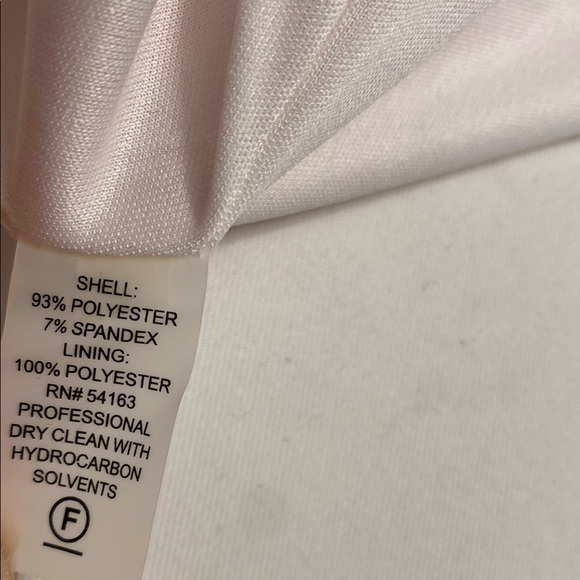 SHELL:
93% POLYESTER
7% SPANDEX
LINING:
100% POLYESTER
RN# 54163
PROFESSIONAL
DRY CLEAN WITH
HYDROCARBON
SOLVENTS
F